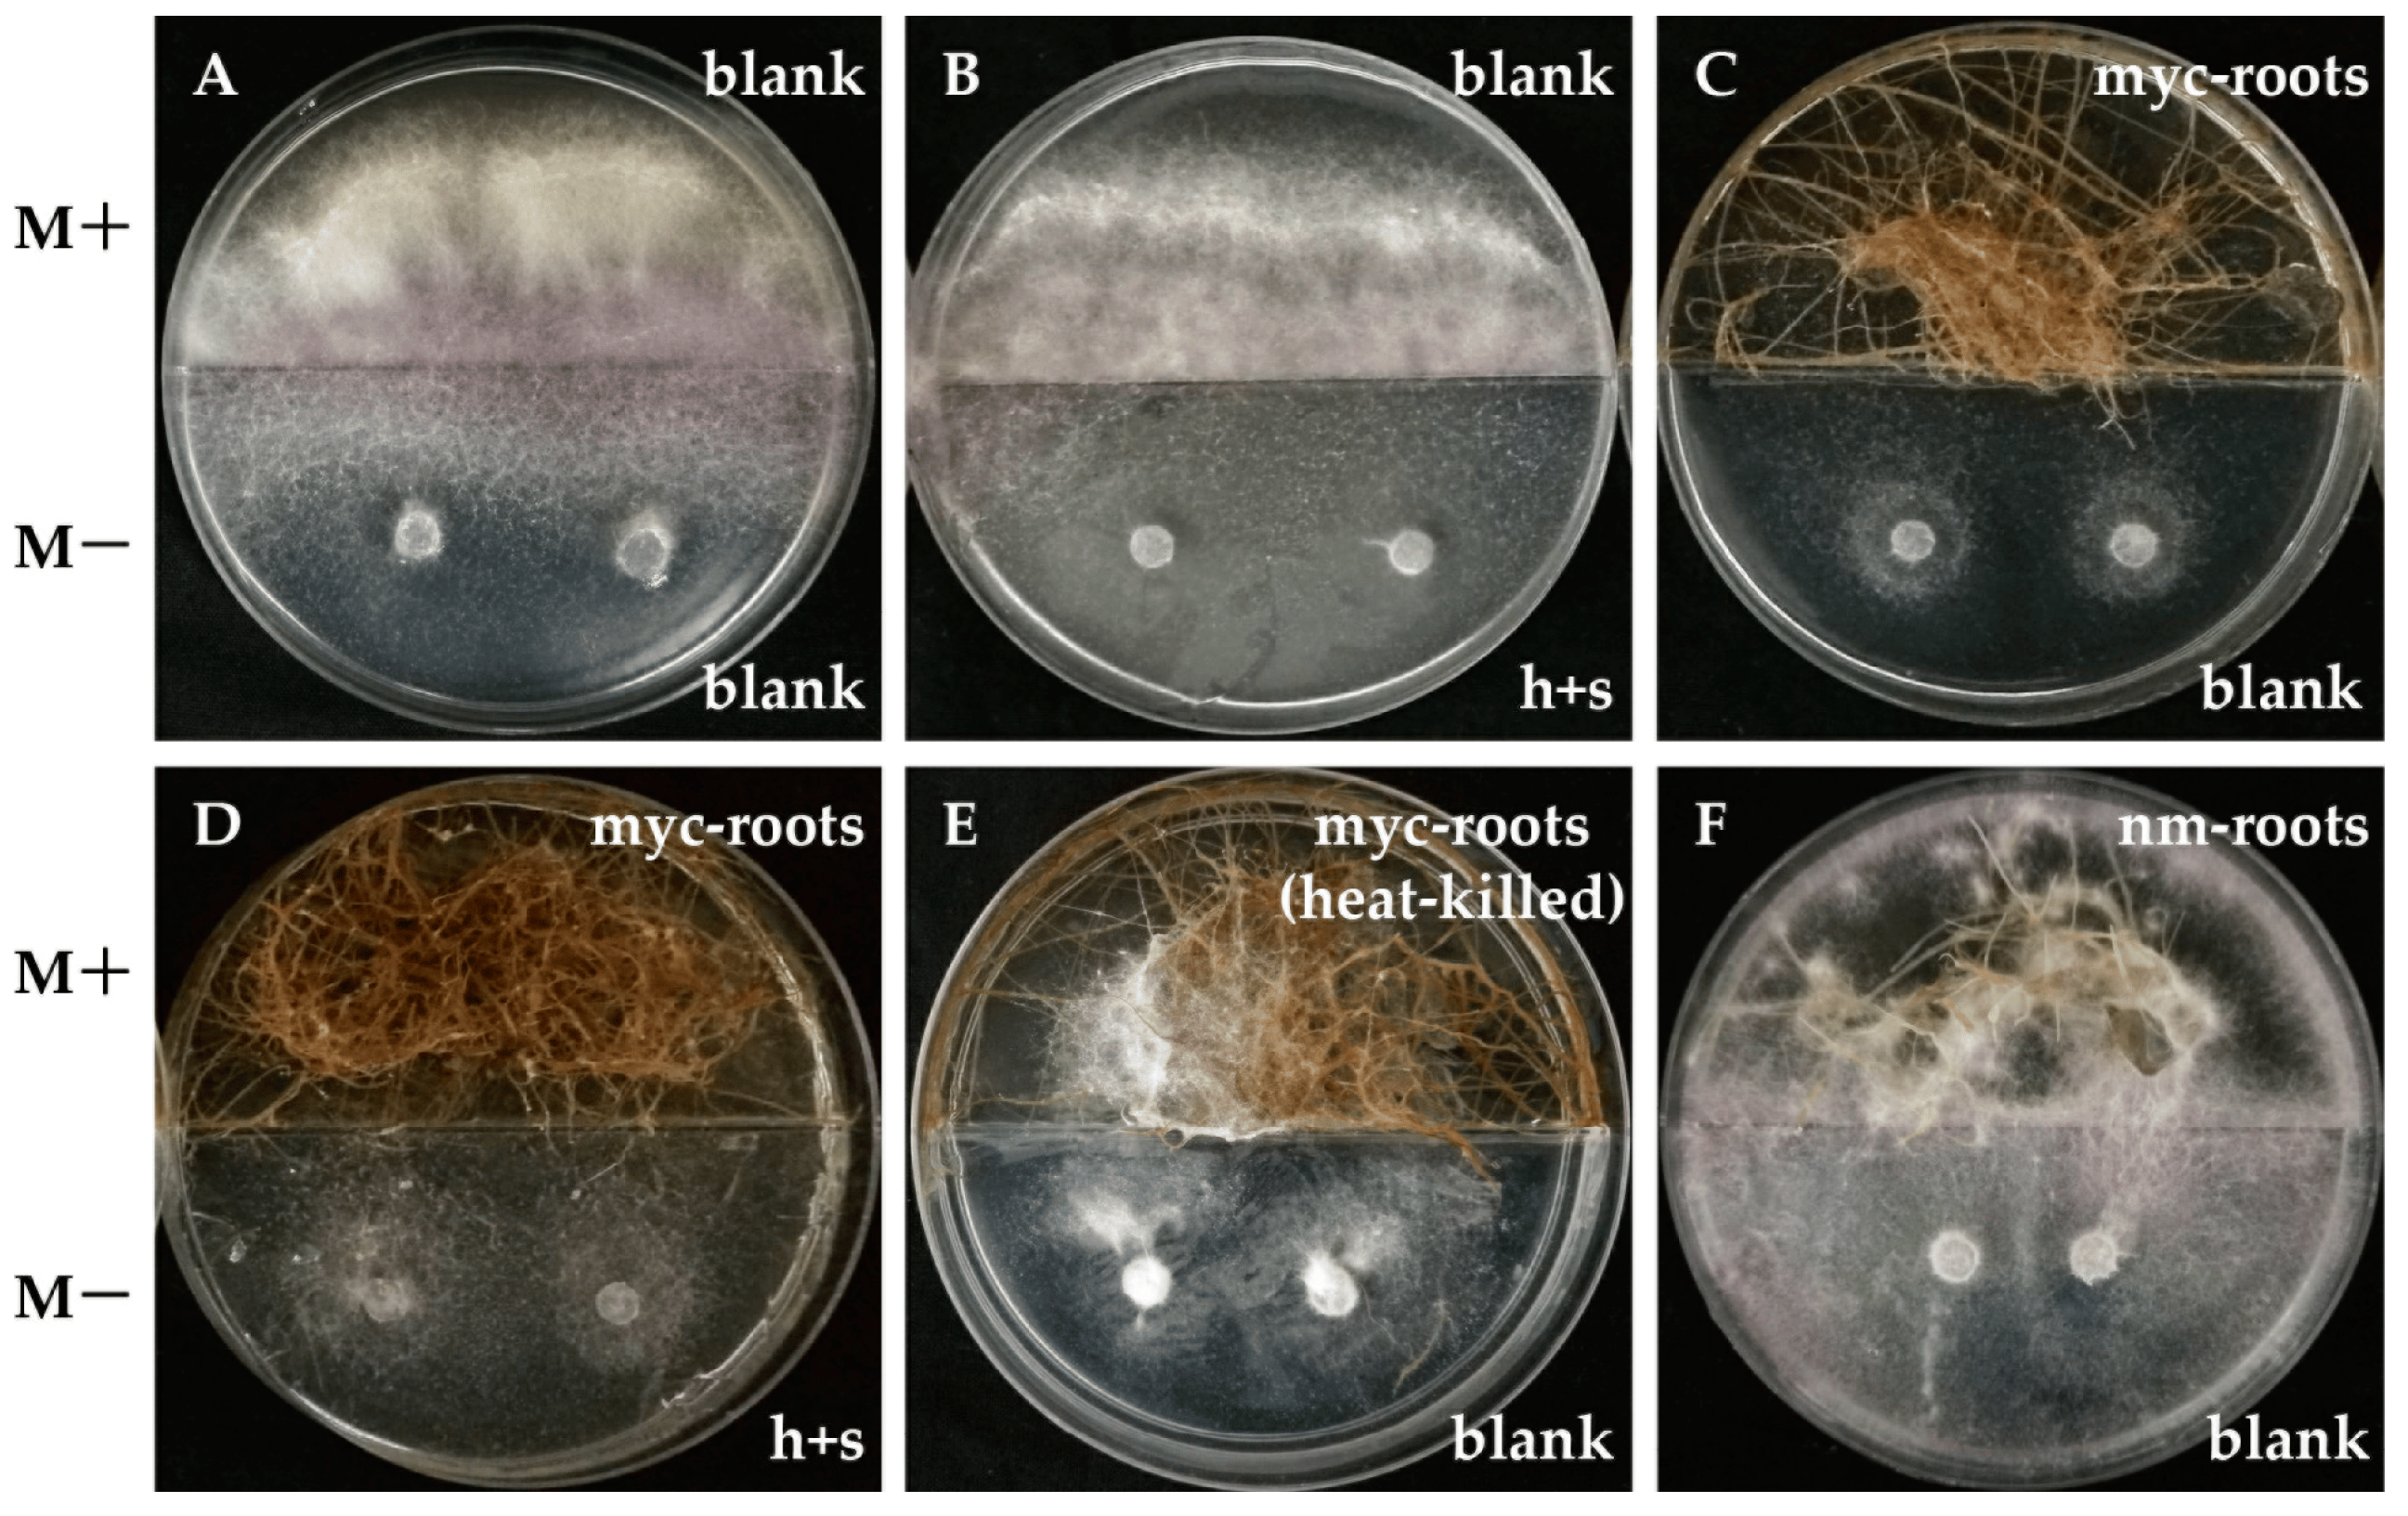 A blank
B blank
C myc-roots
M+
M−
blank
h+s
blank
D myc-roots
E myc-roots
(heat-killed)
F nm-roots
M+
M−
h+s
blank
blank